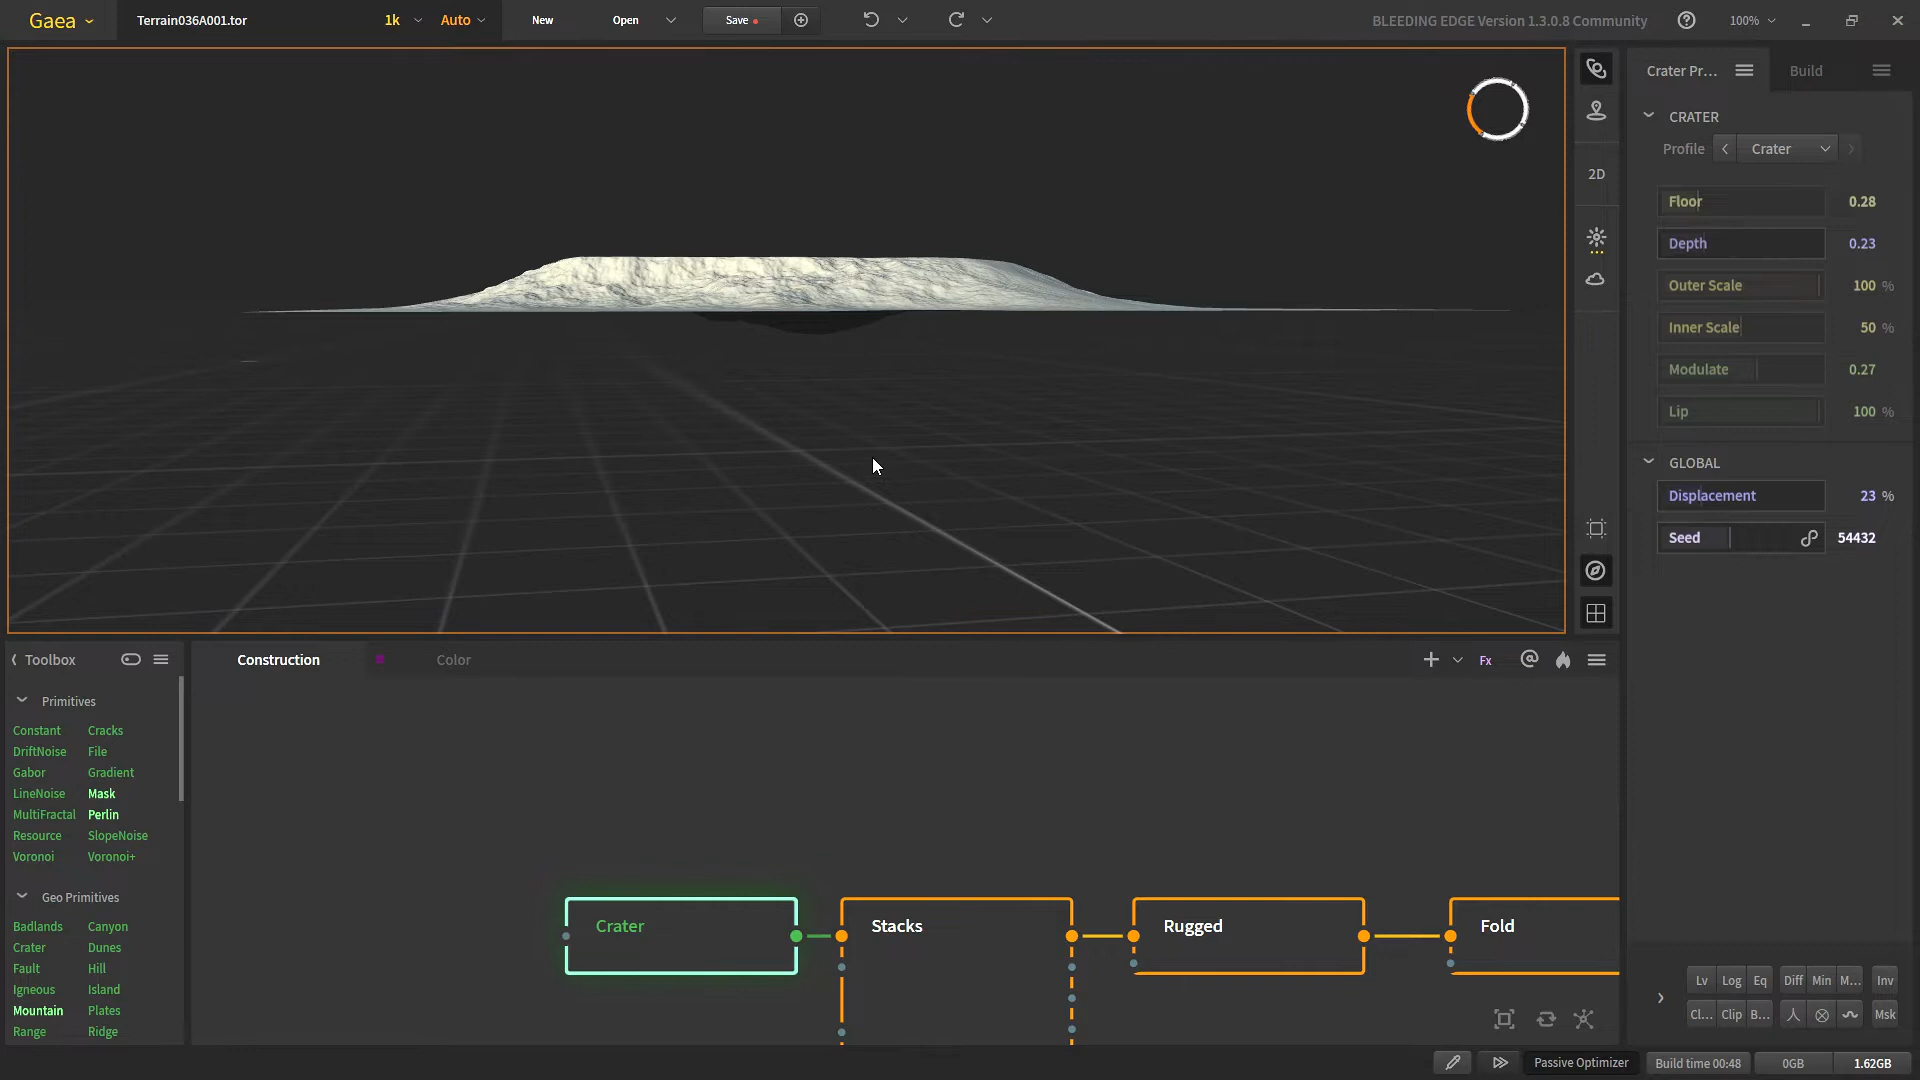 Gaea
Terrain036A001.tor
1k
Auto
New
Open
Save
BLEEDING EDGE Version 1.3.0.8 Community
100%
Crater Pr...
Build
CRATER
Profile
Crater
Floor 0.28
Depth 0.23
Outer Scale 100 %
Inner Scale 50 %
Modulate 0.27
Lip 100 %
GLOBAL
Displacement 23 %
Seed 54432
2D
Toolbox
Construction
Color
Fx
Primitives
Constant Cracks
DriftNoise File
Gabor Gradient
LineNoise Mask
MultiFractal Perlin
Resource SlopeNoise
Voronoi Voronoi+
Geo Primitives
Badlands Canyon
Crater Dunes
Fault Hill
Igneous Island
Mountain Plates
Range Ridge
Crater
Stacks
Rugged
Fold
Lv Log Eq Diff Min M... Inv
Cl... Clip B... Msk
Passive Optimizer
Build time 00:48
0GB
1.62GB